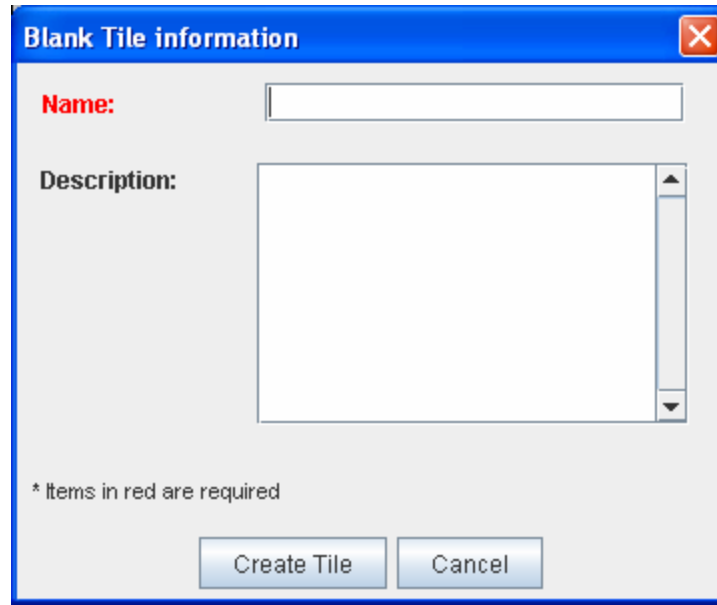 Blank Tile information
Name:
Description:
* Items in red are required
Create Tile
Cancel